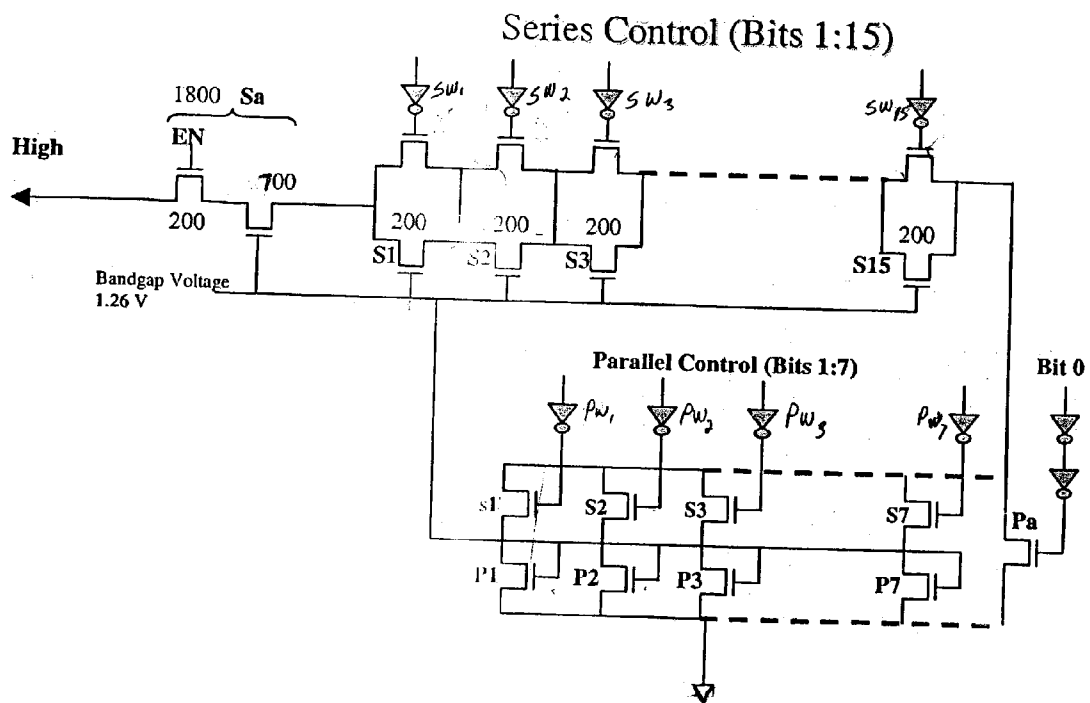 Series Control (Bits 1:15)
SW1
SW2
SW3
SW15
1800 Sa
EN
High
700
200
200
200
200
200
S1
S2
S3
S15
Bandgap Voltage
1.26 V
Parallel Control (Bits 1:7)
Bit 0
PW1
PW2
PW3
PW7
s1
S2
S3
S7
Pa
P1
P2
P3
P7